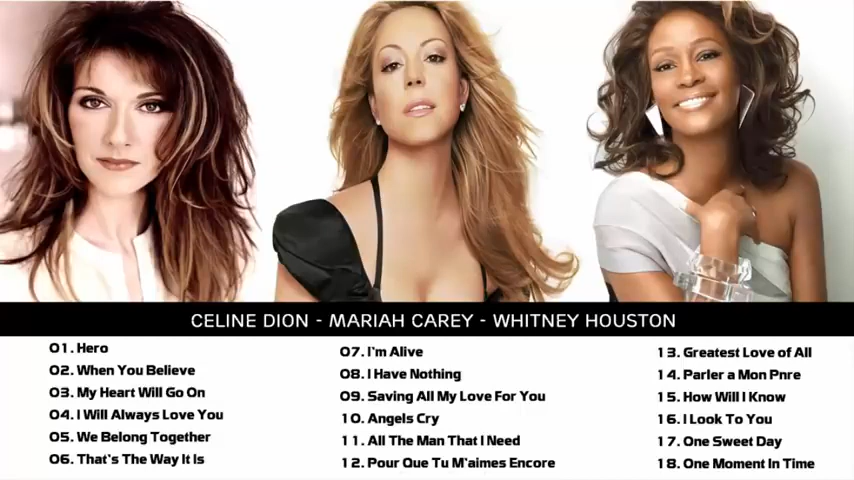 CELINE DION - MARIAH CAREY - WHITNEY HOUSTON
01. Hero
02. When You Believe
03. My Heart Will Go On
04. I Will Always Love You
05. We Belong Together
06. That's The Way It Is
07. I'm Alive
08. I Have Nothing
09. Saving All My Love For You
10. Angels Cry
11. All The Man That I Need
12. Pour Que Tu M'aimes Encore
13. Greatest Love of All
14. Parler a Mon Pnre
15. How Will I Know
16. I Look To You
17. One Sweet Day
18. One Moment In Time